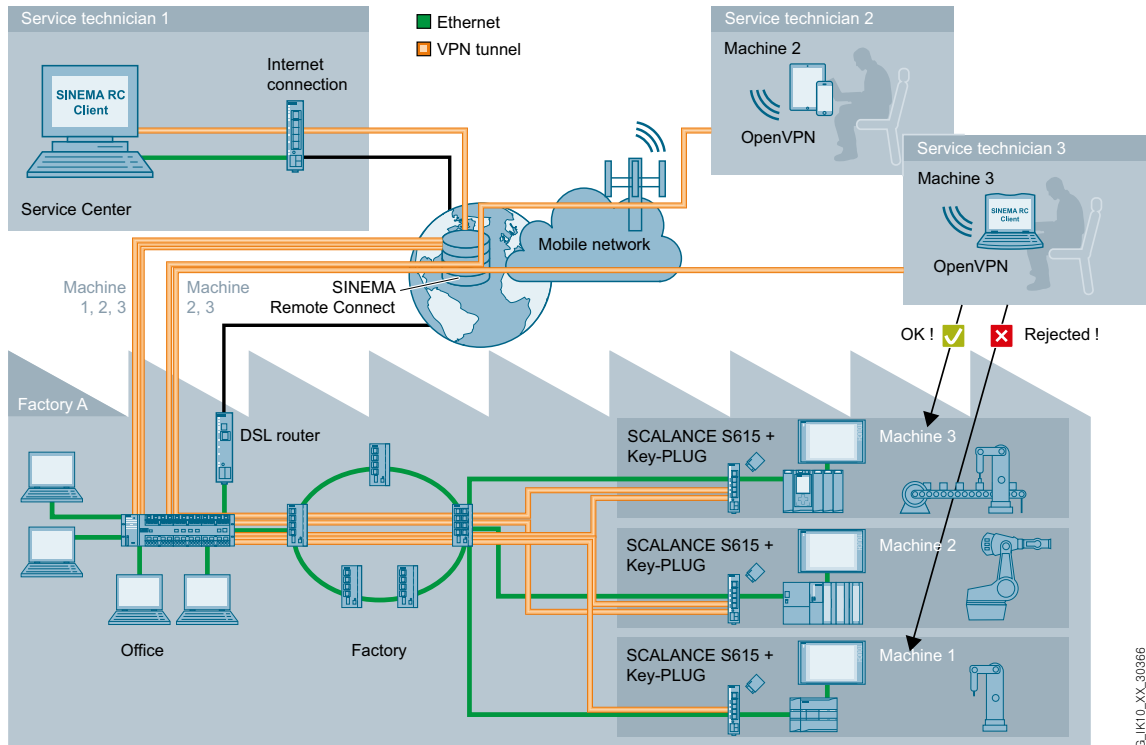 Service technician 1
Ethernet
VPN tunnel
Service technician 2
Internet
connection
Machine 2
SINEMA RC
Client
OpenVPN
Service technician 3
Machine 3
SINEMA RC
Client
Service Center
OpenVPN
Mobile network
Machine
1, 2, 3
Machine
2, 3
SINEMA
Remote Connect
OK !
Rejected !
Factory A
DSL router
SCALANCE S615 +
Key-PLUG
Machine 3
SCALANCE S615 +
Key-PLUG
Machine 2
Office
Factory
SCALANCE S615 +
Key-PLUG
Machine 1
G_IK10_XX_30366